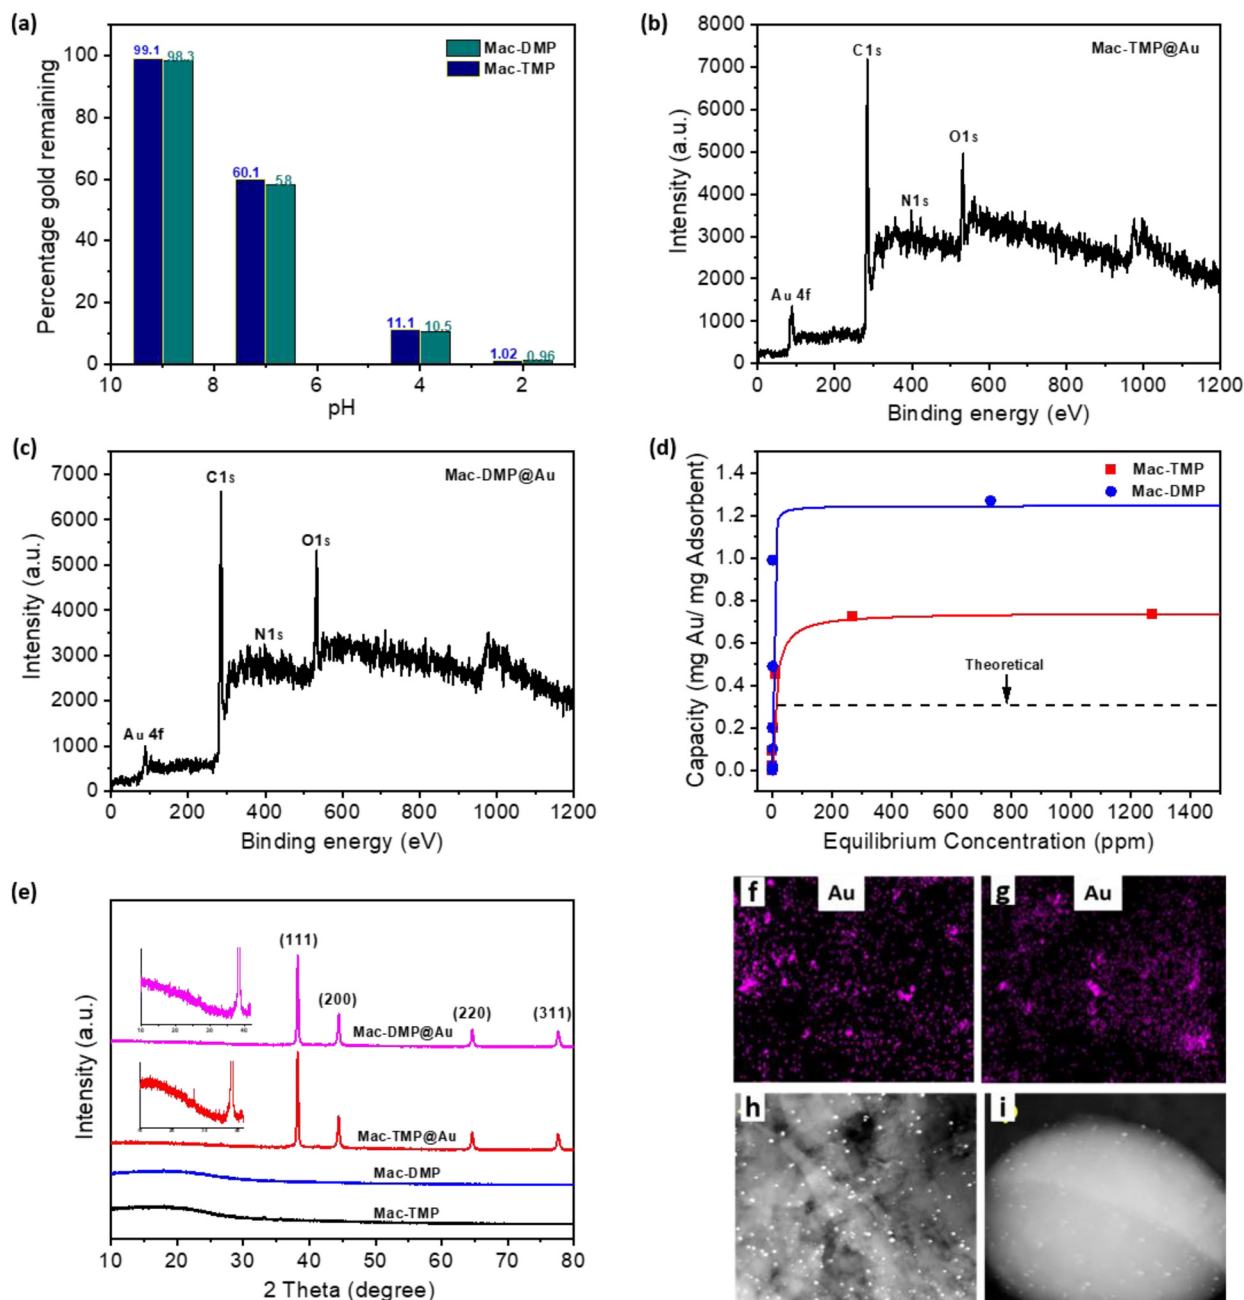 (a)
Percentage gold remaining
100
80
60
40
20
0
99.1
98.3
60.1
58
11.1
10.5
1.02
0.96
Mac-DMP
Mac-TMP
10
8
6
4
2
pH
(b)
Intensity (a.u.)
8000
7000
6000
5000
4000
3000
2000
1000
0
C1s
O1s
N1s
Au 4f
Mac-TMP@Au
0
200
400
600
800
1000
1200
Binding energy (eV)
(c)
Intensity (a.u.)
7000
6000
5000
4000
3000
2000
1000
0
C1s
O1s
N1s
Au 4f
Mac-DMP@Au
0
200
400
600
800
1000
1200
Binding energy (eV)
(d)
Capacity (mg Au/ mg Adsorbent)
1.4
1.2
1.0
0.8
0.6
0.4
0.2
0.0
Mac-TMP
Mac-DMP
Theoretical
0
200
400
600
800
1000
1200
1400
Equilibrium Concentration (ppm)
(e)
Intensity (a.u.)
(111)
(200)
(220)
(311)
10
20
30
40
Mac-DMP@Au
Mac-TMP@Au
Mac-DMP
Mac-TMP
10
20
30
40
50
60
70
80
2 Theta (degree)
f
Au
g
Au
h
i